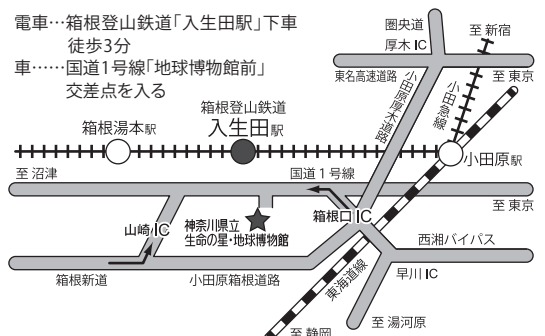 電車…箱根登山鉄道「入生田駅」下車
徒歩3分
車……国道1号線「地球博物館前」
交差点を入る
圏央道
厚木 IC
至 新宿
東名高速道路
至 東京
小田原厚木道路
小田急線
箱根登山鉄道
箱根湯本駅
入生田駅
小田原駅
至 沼津
国道1号線
至 東京
山崎 IC
神奈川県立
生命の星・地球博物館
箱根口 IC
西湘バイパス
箱根新道
小田原箱根道路
東海道線
早川 IC
至 湯河原
至 静岡